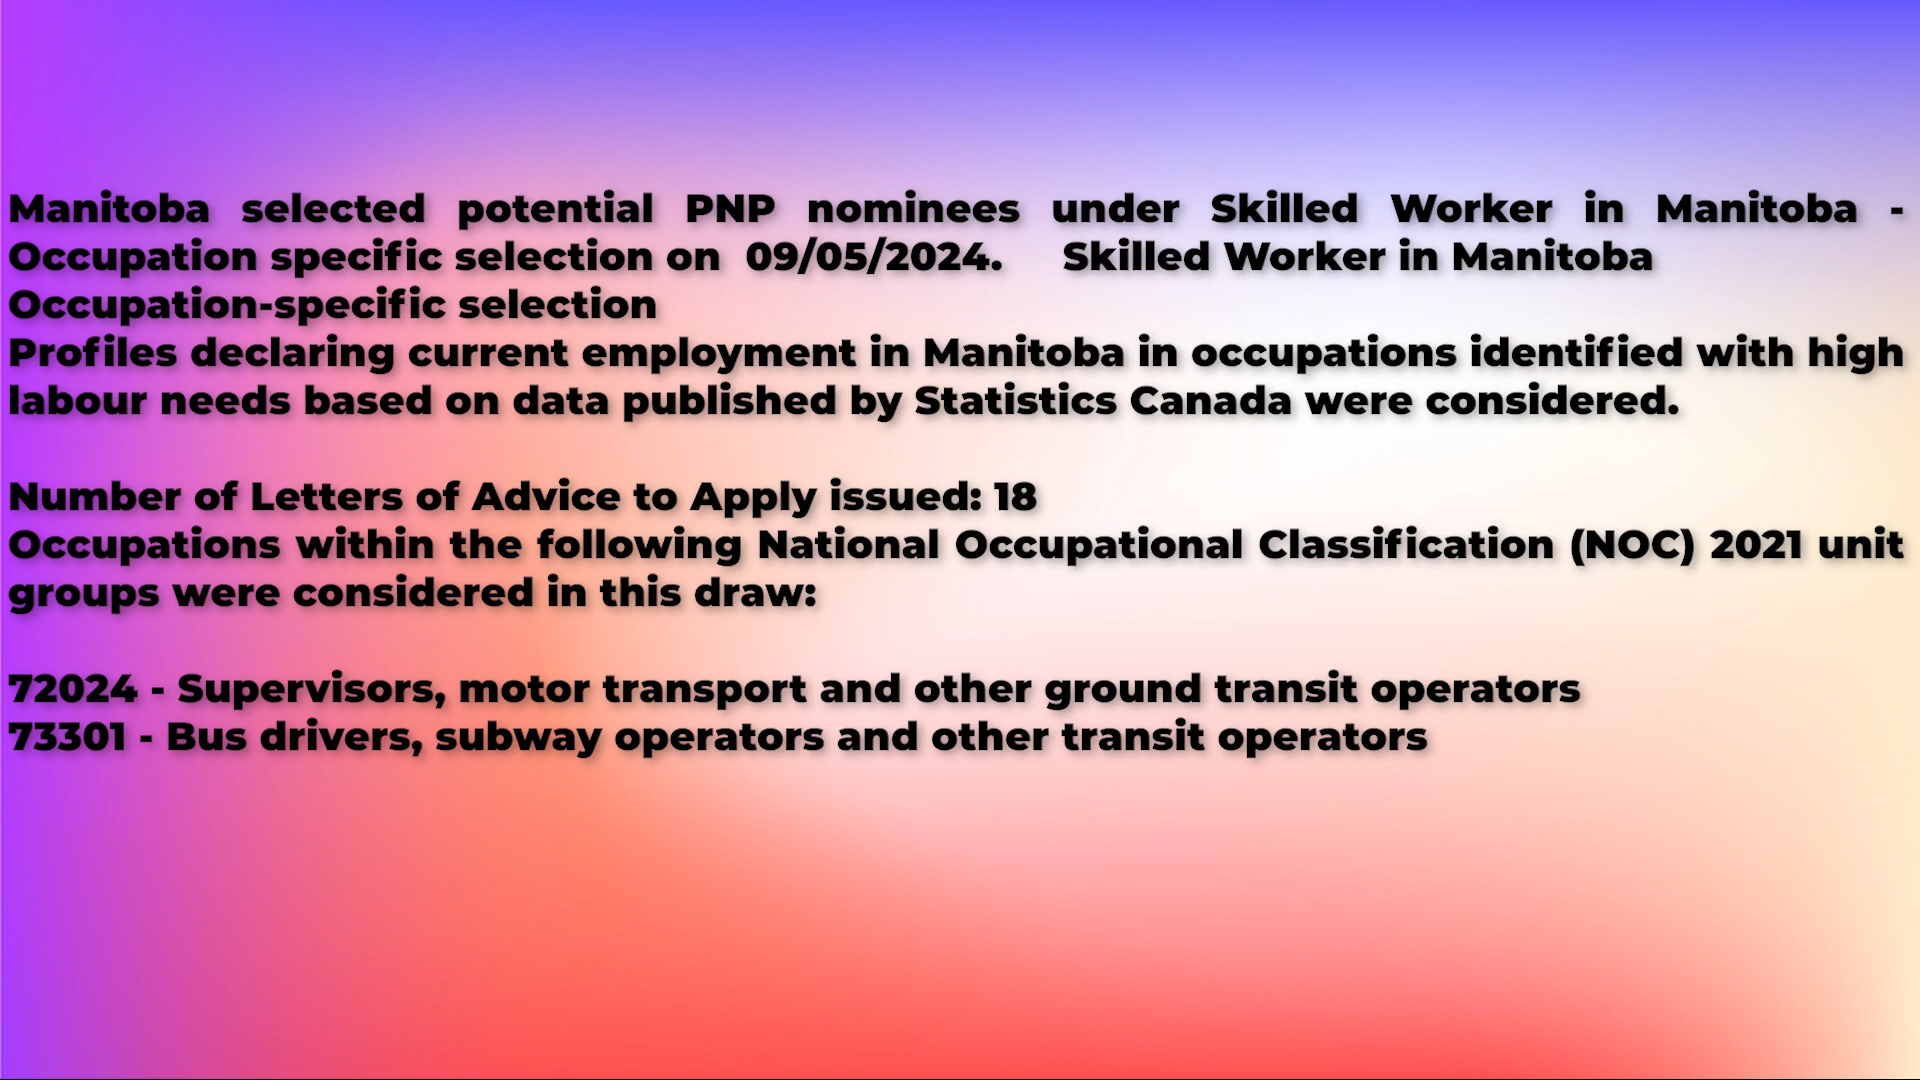 Manitoba selected potential PNP nominees under Skilled Worker in Manitoba -
Occupation specific selection on 09/05/2024. Skilled Worker in Manitoba
Occupation-specific selection
Profiles declaring current employment in Manitoba in occupations identified with high
labour needs based on data published by Statistics Canada were considered.
Number of Letters of Advice to Apply issued: 18
Occupations within the following National Occupational Classification (NOC) 2021 unit
groups were considered in this draw:
72024 - Supervisors, motor transport and other ground transit operators
73301 - Bus drivers, subway operators and other transit operators